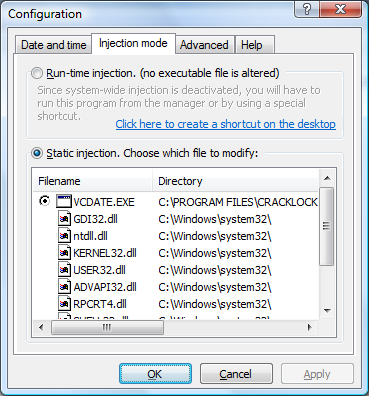 Configuration
Date and time Injection mode Advanced Help
Run-time injection. (no executable file is altered)
Since system-wide injection is deactivated, you will have to
run this program from the manager or by using a special
shortcut.
Click here to create a shortcut on the desktop
Static injection. Choose which file to modify:
Filename Directory
VCDATE.EXE C:\PROGRAM FILES\CRACKLOCK
GDI32.dll C:\Windows\system32\
ntdll.dll C:\Windows\system32\
KERNEL32.dll C:\Windows\system32\
USER32.dll C:\Windows\system32\
ADVAPI32.dll C:\Windows\system32\
RPCRT4.dll C:\Windows\system32\
OK Cancel Apply